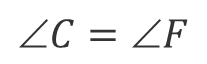 ∠C = ∠F